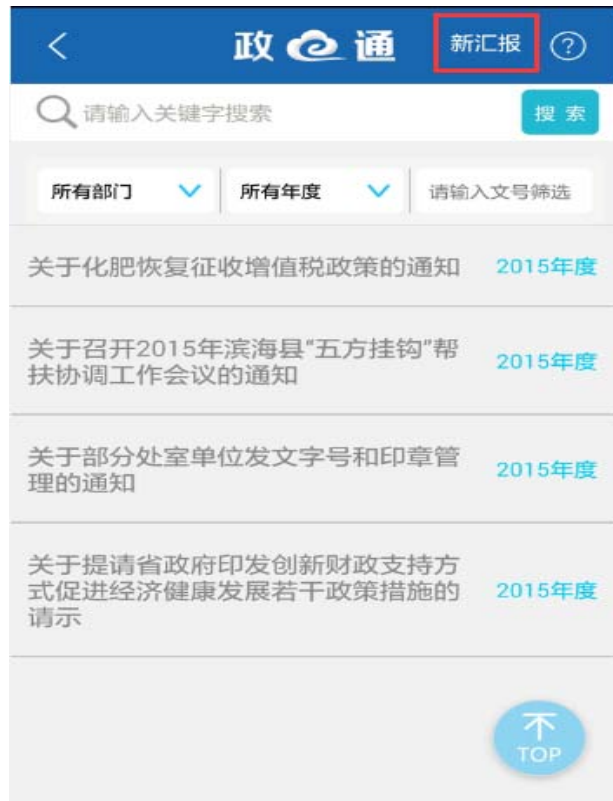 政e通
新汇报
?
请输入关键字搜索
搜索
所有部门
所有年度
请输入文号筛选
关于化肥恢复征收增值税政策的通知
2015年度
关于召开2015年滨海县“五方挂钩”帮
扶协调工作会议的通知
2015年度
关于部分处室单位发文字号和印章管
理的通知
2015年度
关于提请省政府印发创新财政支持方
式促进经济健康发展若干政策措施的
请示
2015年度
TOP